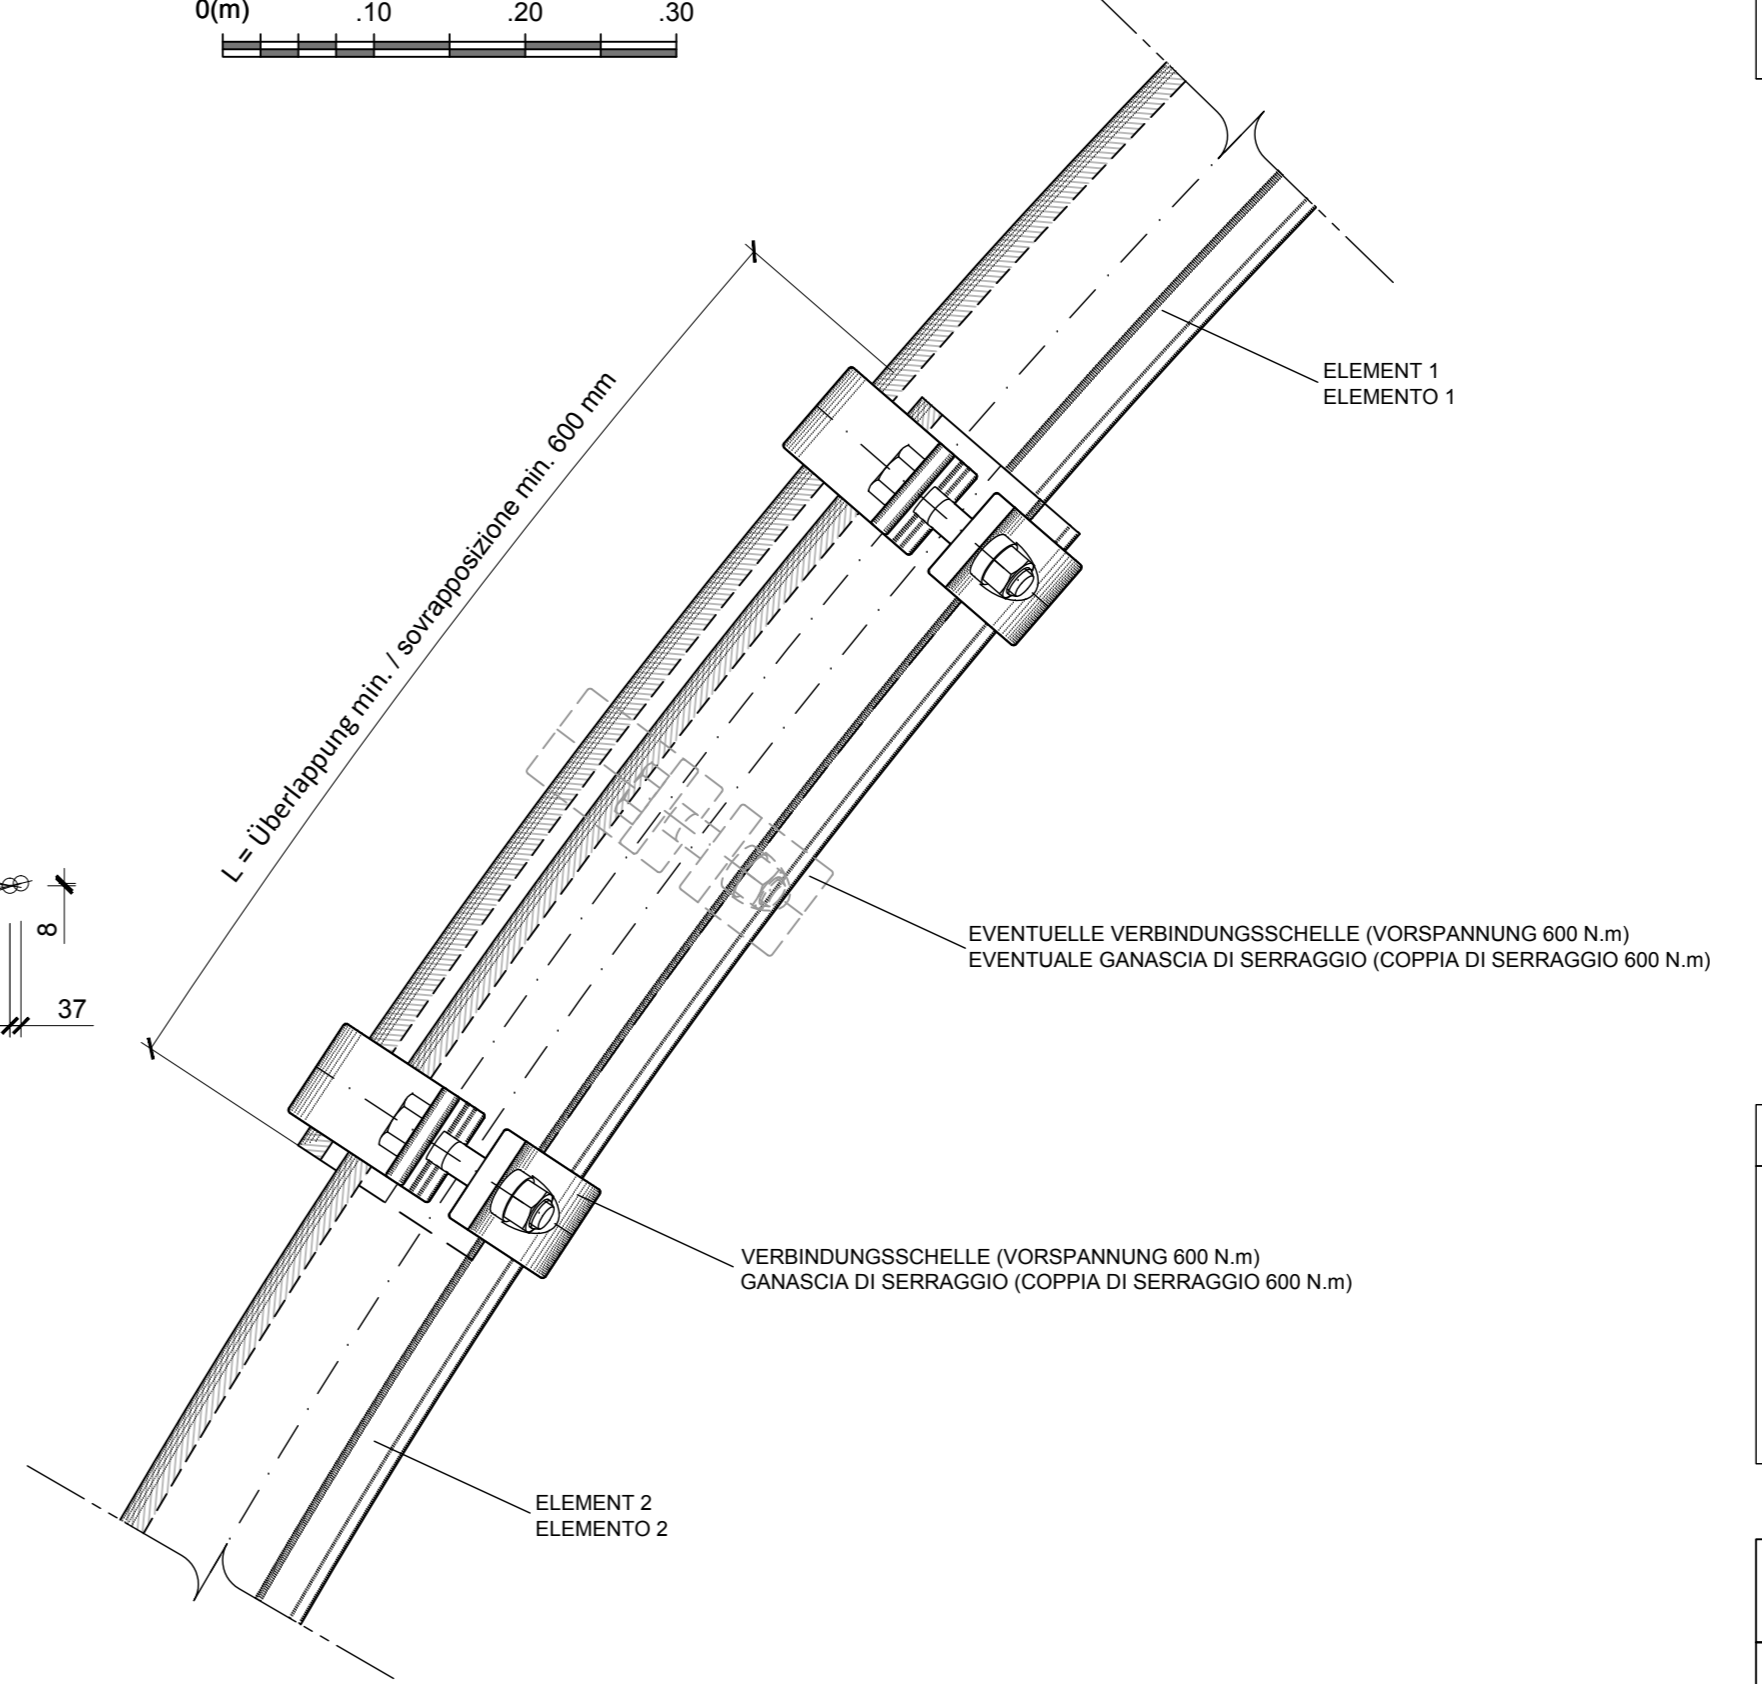 0(m) .10 .20 .30
ELEMENT 1
ELEMENTO 1
L = Überlappung min. / sovrapposizione min. 600 mm
8
37
EVENTUELLE VERBINDUNGSSCHELLE (VORSPANNUNG 600 N.m)
EVENTUALE GANASCIA DI SERRAGGIO (COPPIA DI SERRAGGIO 600 N.m)
VERBINDUNGSSCHELLE (VORSPANNUNG 600 N.m)
GANASCIA DI SERRAGGIO (COPPIA DI SERRAGGIO 600 N.m)
ELEMENT 2
ELEMENTO 2